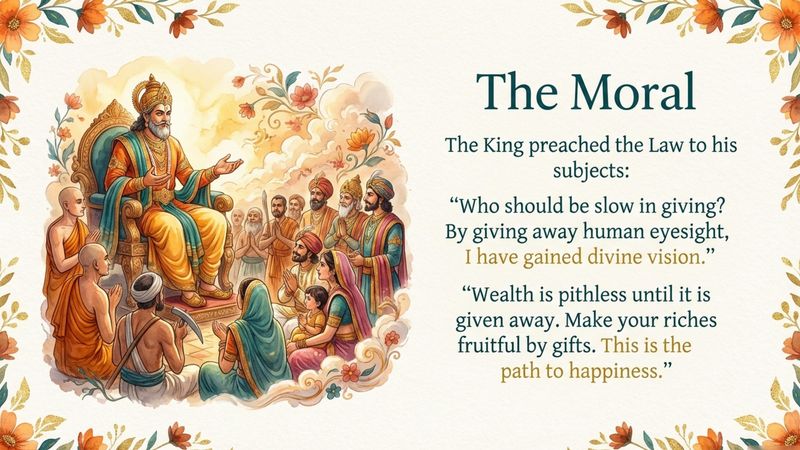 The Moral
The King preached the Law to his
subjects:
“Who should be slow in giving?
By giving away human eyesight,
I have gained divine vision.”
“Wealth is pithless until it is
given away. Make your riches
fruitful by gifts. This is the
path to happiness.”